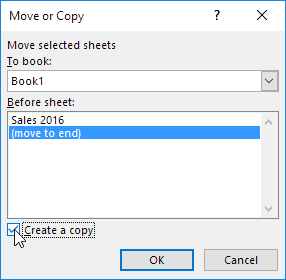 Move or Copy
Move selected sheets
To book:
Book1
Before sheet:
Sales 2016
(move to end)
Create a copy
OK
Cancel